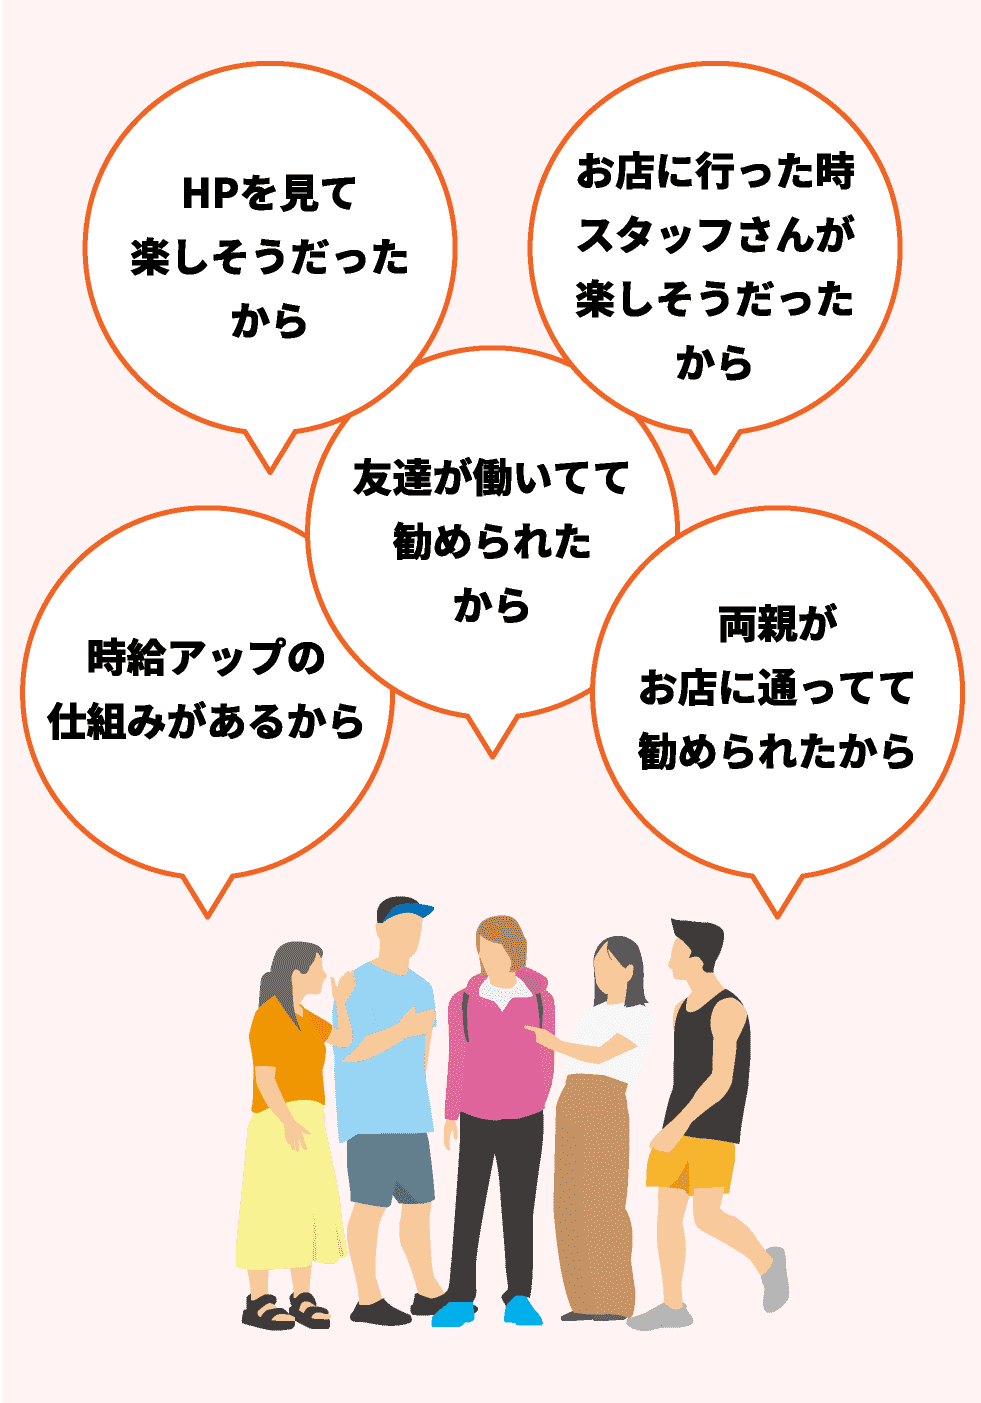 HPを見て
楽しそうだった
から
お店に行った時
スタッフさんが
楽しそうだった
から
友達が働いてて
勧められた
から
時給アップの
仕組みがあるから
両親が
お店に通ってて
勧められたから